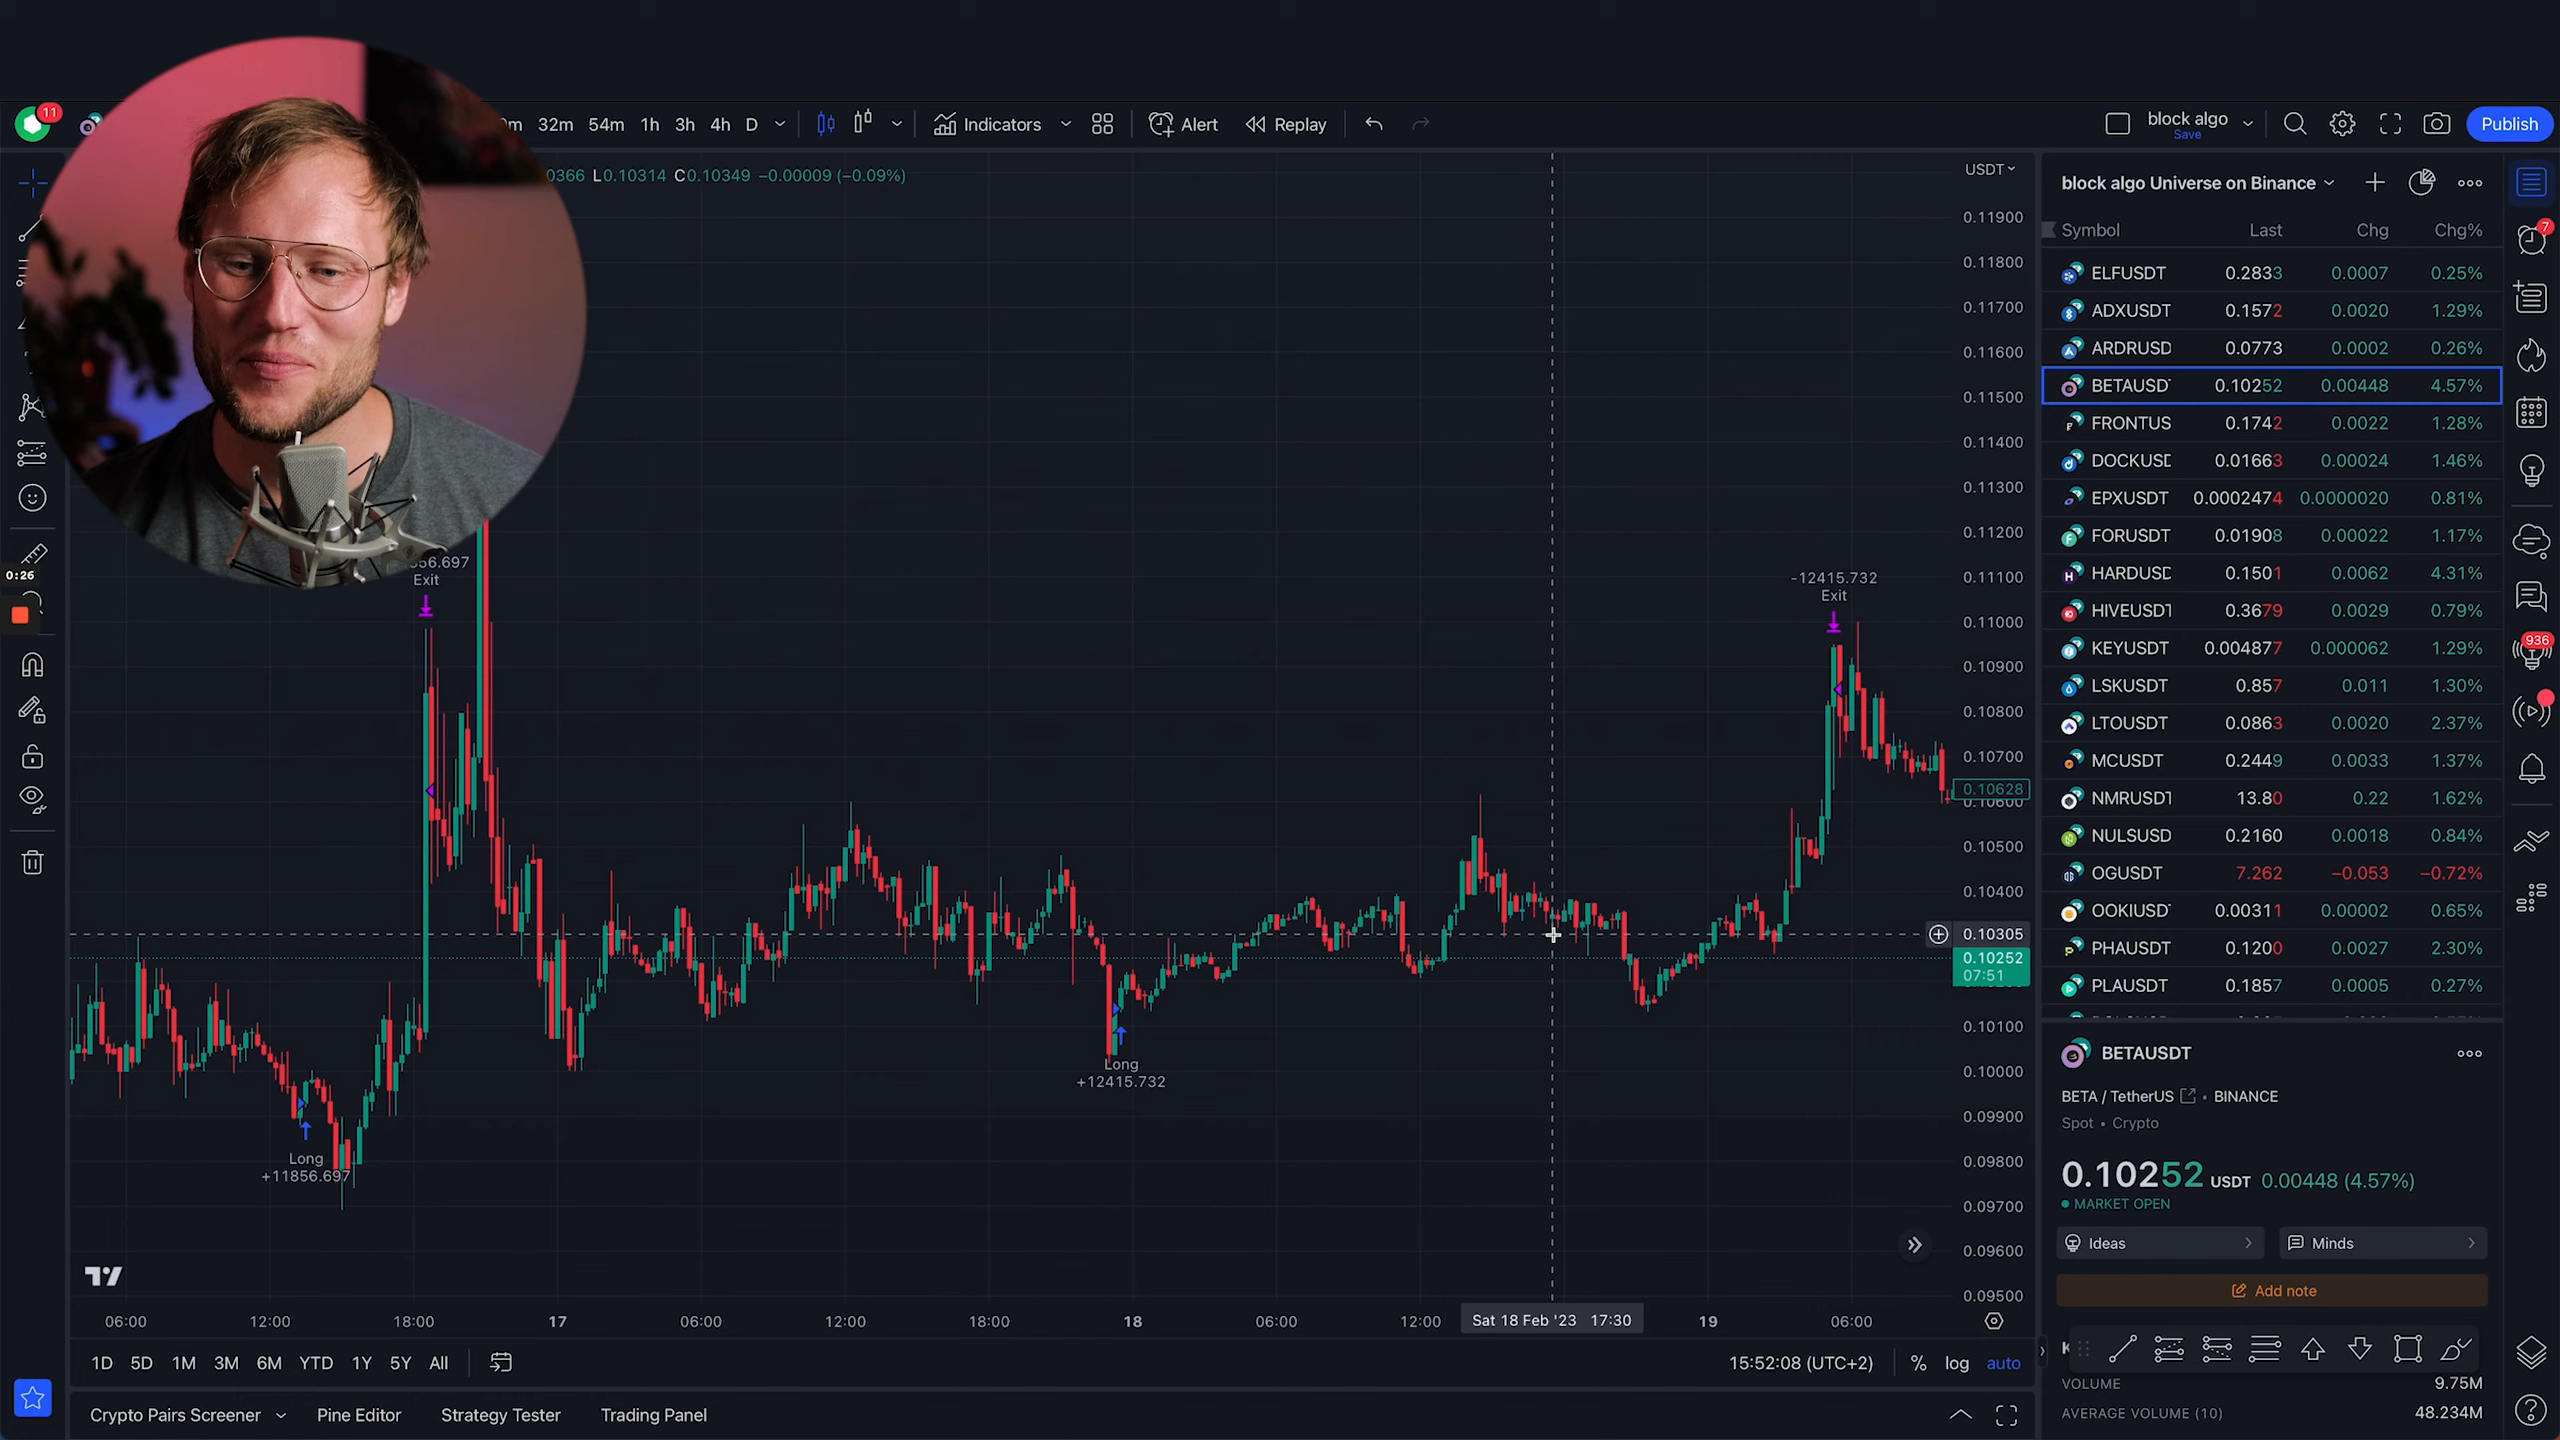 11
m 32m 54m 1h 3h 4h D Indicators Alert Replay
block algo
Save
Publish
0366 L0.10314 C0.10349 −0.00009 (−0.09%)
USDT
0.11900
0.11800
0.11700
0.11600
0.11500
0.11400
0.11300
0.11200
0.11100
0.11000
0.10900
0.10800
0.10700
0.10628
0.10600
0.10500
0.10400
0.10305
0.10252
07:51
0.10100
0.10000
0.09900
0.09800
0.09700
0.09600
0.09500
0:26
56.697
Exit
-12415.732
Exit
Long
+12415.732
Long
+11856.697
06:00 12:00 18:00 17 06:00 12:00 18:00 18 06:00 12:00 Sat 18 Feb '23 17:30 19 06:00
1D 5D 1M 3M 6M YTD 1Y 5Y All 15:52:08 (UTC+2) % log auto
Crypto Pairs Screener Pine Editor Strategy Tester Trading Panel
block algo Universe on Binance
Symbol Last Chg Chg%
ELFUSDT 0.2833 0.0007 0.25%
ADXUSDT 0.1572 0.0020 1.29%
ARDRUSD 0.0773 0.0002 0.26%
BETAUSD 0.10252 0.00448 4.57%
FRONTUS 0.1742 0.0022 1.28%
DOCKUSD 0.01663 0.00024 1.46%
EPXUSDT 0.0002474 0.0000020 0.81%
FORUSDT 0.01908 0.00022 1.17%
HARDUSD 0.1501 0.0062 4.31%
HIVEUSDT 0.3679 0.0029 0.79%
KEYUSDT 0.004877 0.000062 1.29%
LSKUSDT 0.857 0.011 1.30%
LTOUSDT 0.0863 0.0020 2.37%
MCUSDT 0.2449 0.0033 1.37%
NMRUSDT 13.80 0.22 1.62%
NULSUSD 0.2160 0.0018 0.84%
OGUSDT 7.262 −0.053 −0.72%
OOKIUSD 0.00311 0.00002 0.65%
PHAUSDT 0.1200 0.0027 2.30%
PLAUSDT 0.1857 0.0005 0.27%
BETAUSDT
BETA / TetherUS • BINANCE
Spot • Crypto
0.10252 USDT 0.00448 (4.57%)
MARKET OPEN
Ideas Minds
Add note
K
VOLUME 9.75M
AVERAGE VOLUME (10) 48.234M
7
936